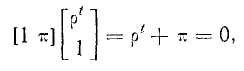 [1 π] [ρ^t 1] = ρ^t + π = 0,